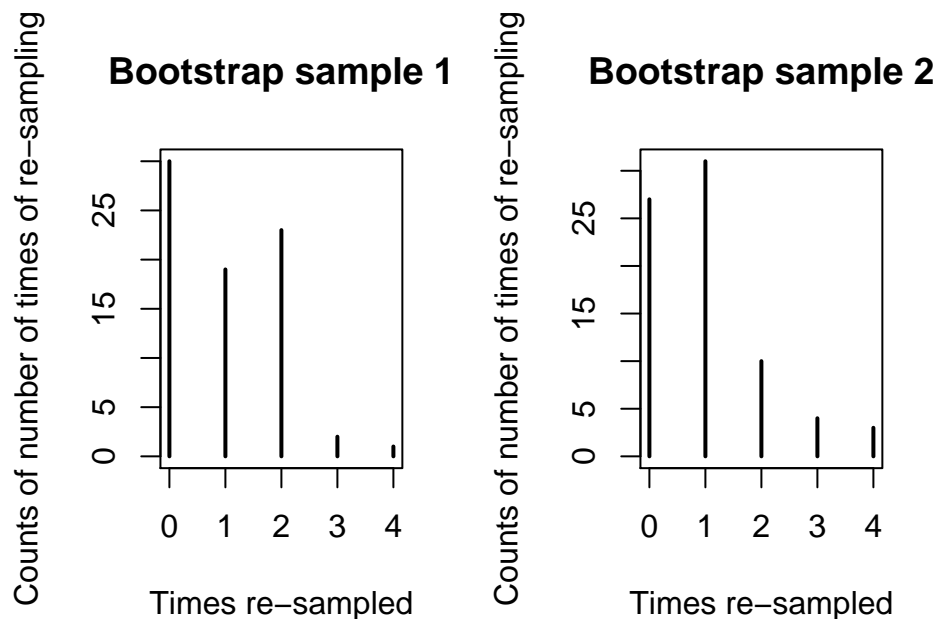 Bootstrap sample 1
Counts of number of times of re−sampling
25
15
5
0
0 1 2 3 4
Times re−sampled
Bootstrap sample 2
Counts of number of times of re−sampling
25
15
5
0
0 1 2 3 4
Times re−sampled